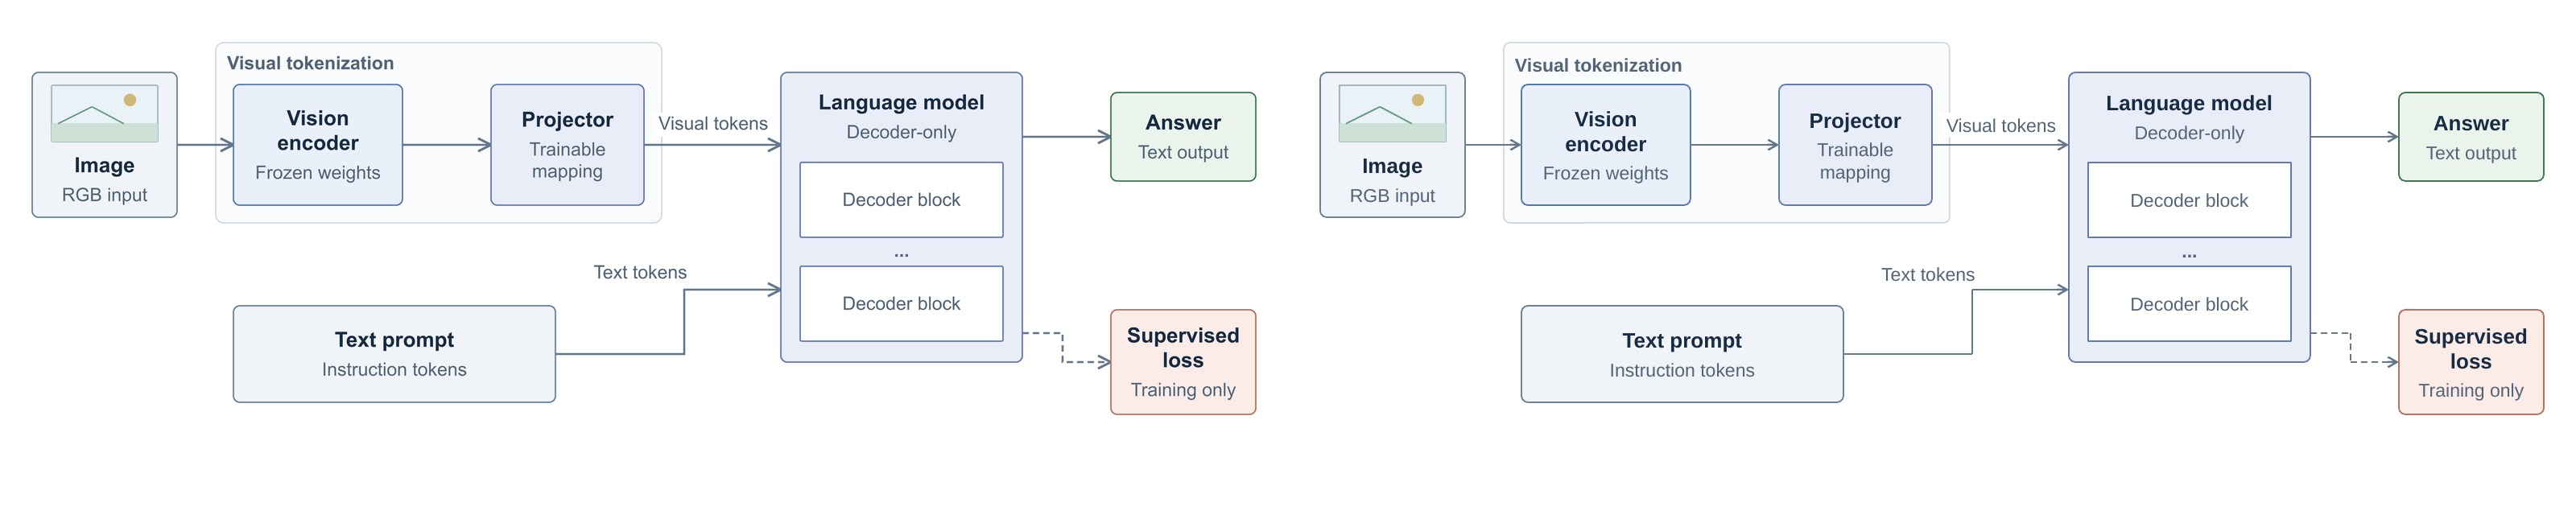 Visual tokenization
Image
RGB input
Vision
encoder
Frozen weights
Projector
Trainable
mapping
Visual tokens
Language model
Decoder-only
Decoder block
...
Decoder block
Answer
Text output
Text tokens
Text prompt
Instruction tokens
Supervised
loss
Training only
Visual tokenization
Image
RGB input
Vision
encoder
Frozen weights
Projector
Trainable
mapping
Visual tokens
Language model
Decoder-only
Decoder block
...
Decoder block
Answer
Text output
Text tokens
Text prompt
Instruction tokens
Supervised
loss
Training only